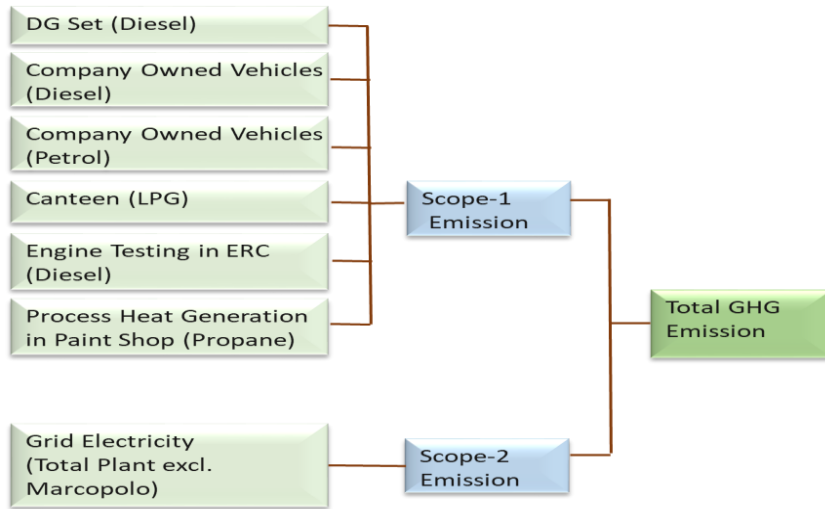 DG Set (Diesel)
Company Owned Vehicles
(Diesel)
Company Owned Vehicles
(Petrol)
Canteen (LPG)
Engine Testing in ERC
(Diesel)
Process Heat Generation
in Paint Shop (Propane)
Grid Electricity
(Total Plant excl.
Marcopolo)
Scope-1
Emission
Scope-2
Emission
Total GHG
Emission